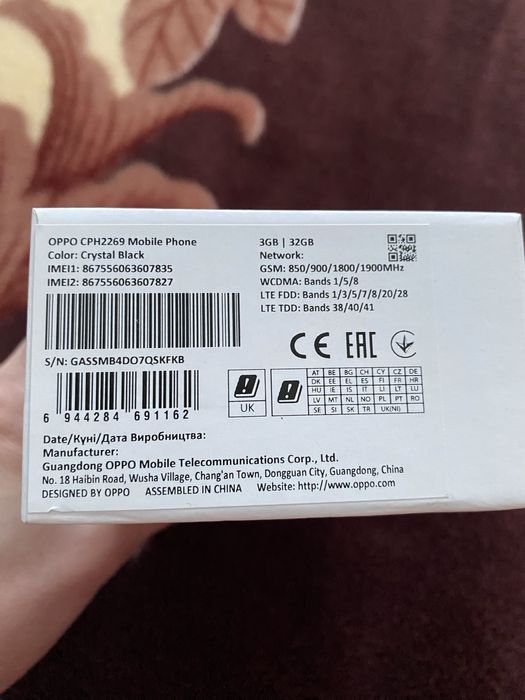 OPPO CPH2269 Mobile Phone
Color: Crystal Black
IMEI1: 867556063607835
IMEI2: 867556063607827
3GB | 32GB
Network:
GSM: 850/900/1800/1900MHz
WCDMA: Bands 1/5/8
LTE FDD: Bands 1/3/5/7/8/20/28
LTE TDD: Bands 38/40/41
S/N: GASSMB4DO7QSKFKB
CE EAC
6 944284 691162
UK
AT BE BG CH CY CZ DE
DK EE EL ES FI FR HR
HU IE IS IT LI LT LU
LV MT NL NO PL PT RO
SE SI SK TR UK(NI)
Date/Күні/Дата Виробництва:
Manufacturer:
Guangdong OPPO Mobile Telecommunications Corp., Ltd.
No. 18 Haibin Road, Wusha Village, Chang'an Town, Dongguan City, Guangdong, China
DESIGNED BY OPPO ASSEMBLED IN CHINA Website: http://www.oppo.com